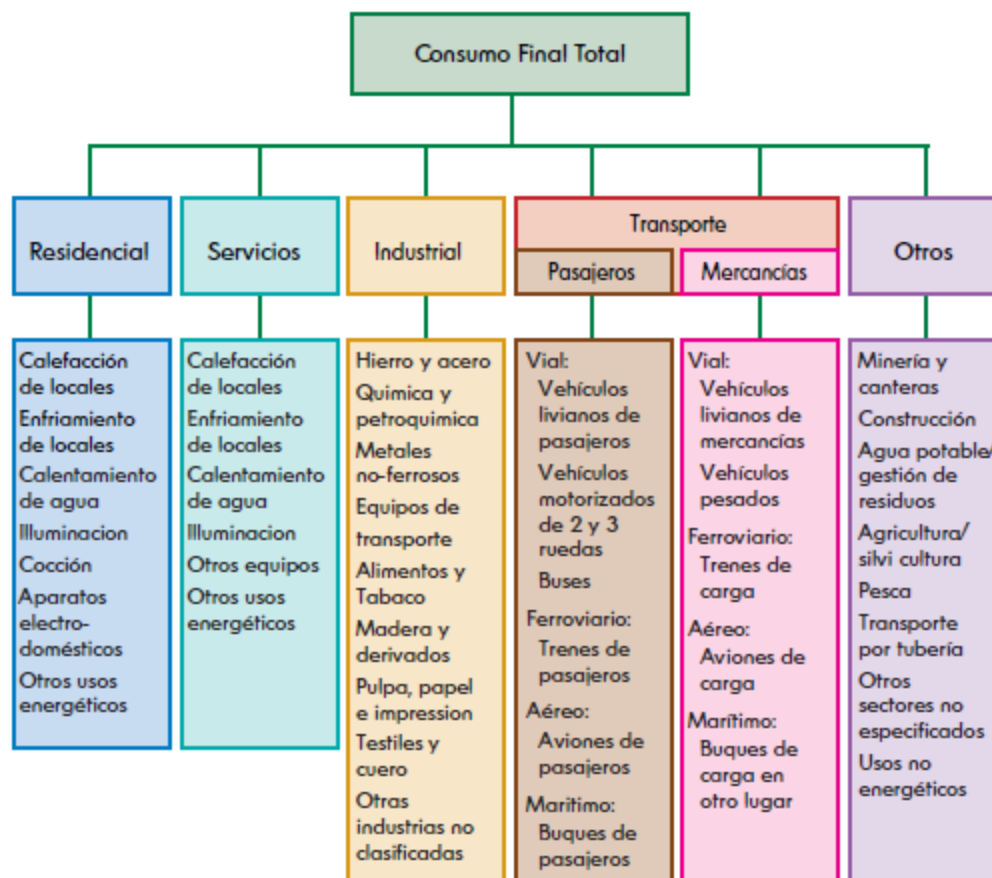 Consumo Final Total
Residencial
Servicios
Industrial
Transporte
Pasajeros
Mercancías
Otros
Calefacción
de locales
Enfriamiento
de locales
Calentamiento
de agua
Illuminacion
Cocción
Aparatos
electro-
domésticos
Otros usos
energéticos
Calefacción
de locales
Enfriamiento
de locales
Calentamiento
de agua
Illuminacion
Otros equipos
Otros usos
energéticos
Hierro y acero
Quimica y
petroquimica
Metales
no-ferrosos
Equipos de
transporte
Alimentos y
Tabaco
Madera y
derivados
Pulpa, papel
e impression
Testiles y
cuero
Otras
industrias no
clasificadas
Vial:
Vehículos
livianos de
pasajeros
Vehículos
motorizados
de 2 y 3
ruedas
Buses
Ferroviario:
Trenes de
pasajeros
Aéreo:
Aviones de
pasajeros
Marítimo:
Buques de
pasajeros
Vial:
Vehículos
livianos de
mercancías
Vehículos
pesados
Ferroviario:
Trenes de
carga
Aéreo:
Aviones de
carga
Marítimo:
Buques de
carga en
otro lugar
Minería y
canteras
Construcción
Agua potable/
gestión de
residuos
Agricultura/
silvi cultura
Pesca
Transporte
por tubería
Otros
sectores no
especificados
Usos no
energéticos